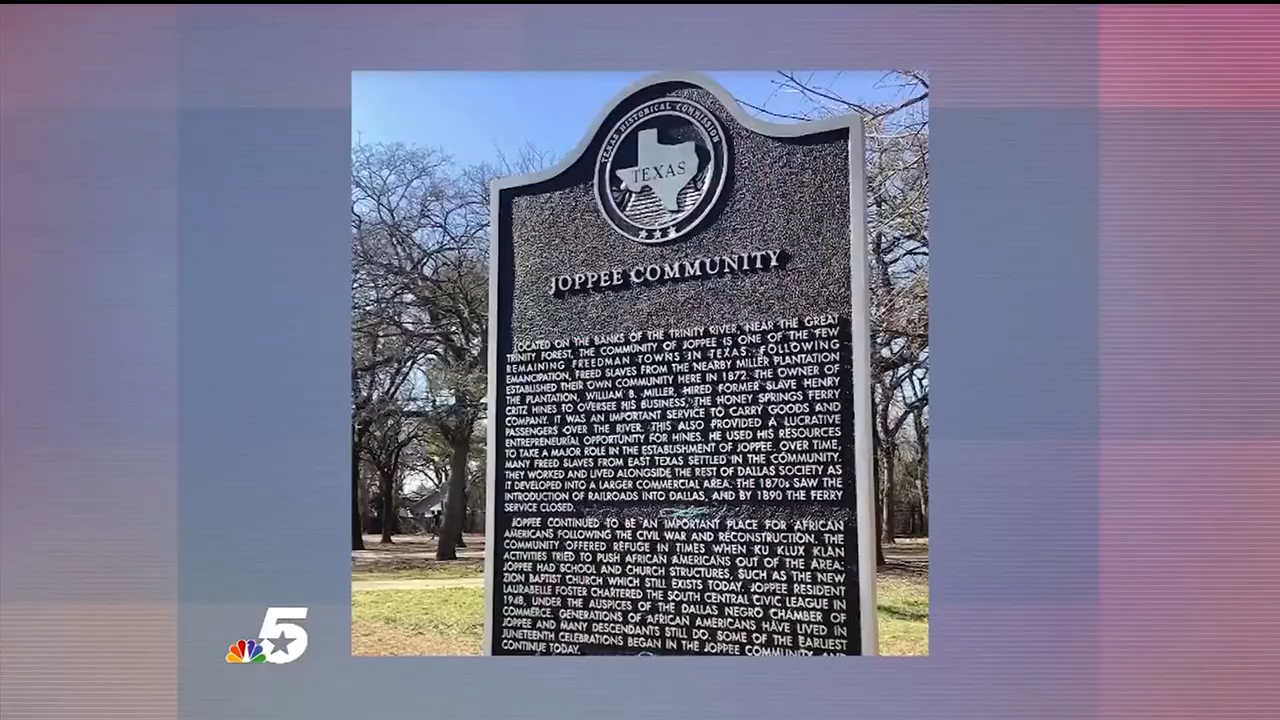 TEXAS HISTORICAL COMMISSION
TEXAS
JOPPEE COMMUNITY
LOCATED ON THE BANKS OF THE TRINITY RIVER, NEAR THE GREAT
TRINITY FOREST, THE COMMUNITY OF JOPPEE IS ONE OF THE FEW
REMAINING FREEDMAN TOWNS IN TEXAS. FOLLOWING
EMANCIPATION, FREED SLAVES FROM THE NEARBY MILLER PLANTATION
ESTABLISHED THEIR OWN COMMUNITY HERE IN 1872. THE OWNER OF
THE PLANTATION, WILLIAM B. MILLER, HIRED FORMER SLAVE HENRY
CRITZ HINES TO OVERSEE HIS BUSINESS, THE HONEY SPRINGS FERRY
COMPANY. IT WAS AN IMPORTANT SERVICE TO CARRY GOODS AND
PASSENGERS OVER THE RIVER. THIS ALSO PROVIDED A LUCRATIVE
ENTREPRENEURIAL OPPORTUNITY FOR HINES. HE USED HIS RESOURCES
TO TAKE A MAJOR ROLE IN THE ESTABLISHMENT OF JOPPEE. OVER TIME,
MANY FREED SLAVES FROM EAST TEXAS SETTLED IN THE COMMUNITY.
THEY WORKED AND LIVED ALONGSIDE THE REST OF DALLAS SOCIETY AS
IT DEVELOPED INTO A LARGER COMMERCIAL AREA. THE 1870s SAW THE
INTRODUCTION OF RAILROADS INTO DALLAS, AND BY 1890 THE FERRY
SERVICE CLOSED.
JOPPEE CONTINUED TO BE AN IMPORTANT PLACE FOR AFRICAN
AMERICANS FOLLOWING THE CIVIL WAR AND RECONSTRUCTION. THE
COMMUNITY OFFERED REFUGE IN TIMES WHEN KU KLUX KLAN
ACTIVITIES TRIED TO PUSH AFRICAN AMERICANS OUT OF THE AREA.
JOPPEE HAD SCHOOL AND CHURCH STRUCTURES, SUCH AS THE NEW
ZION BAPTIST CHURCH WHICH STILL EXISTS TODAY. JOPPEE RESIDENT
LAURABELLE FOSTER CHARTERED THE SOUTH CENTRAL CIVIC LEAGUE IN
1948, UNDER THE AUSPICES OF THE DALLAS NEGRO CHAMBER OF
COMMERCE. GENERATIONS OF AFRICAN AMERICANS HAVE LIVED IN
JOPPEE AND MANY DESCENDANTS STILL DO. SOME OF THE EARLIEST
JUNETEENTH CELEBRATIONS BEGAN IN THE JOPPEE COMMUNITY AND
CONTINUE TODAY.
5